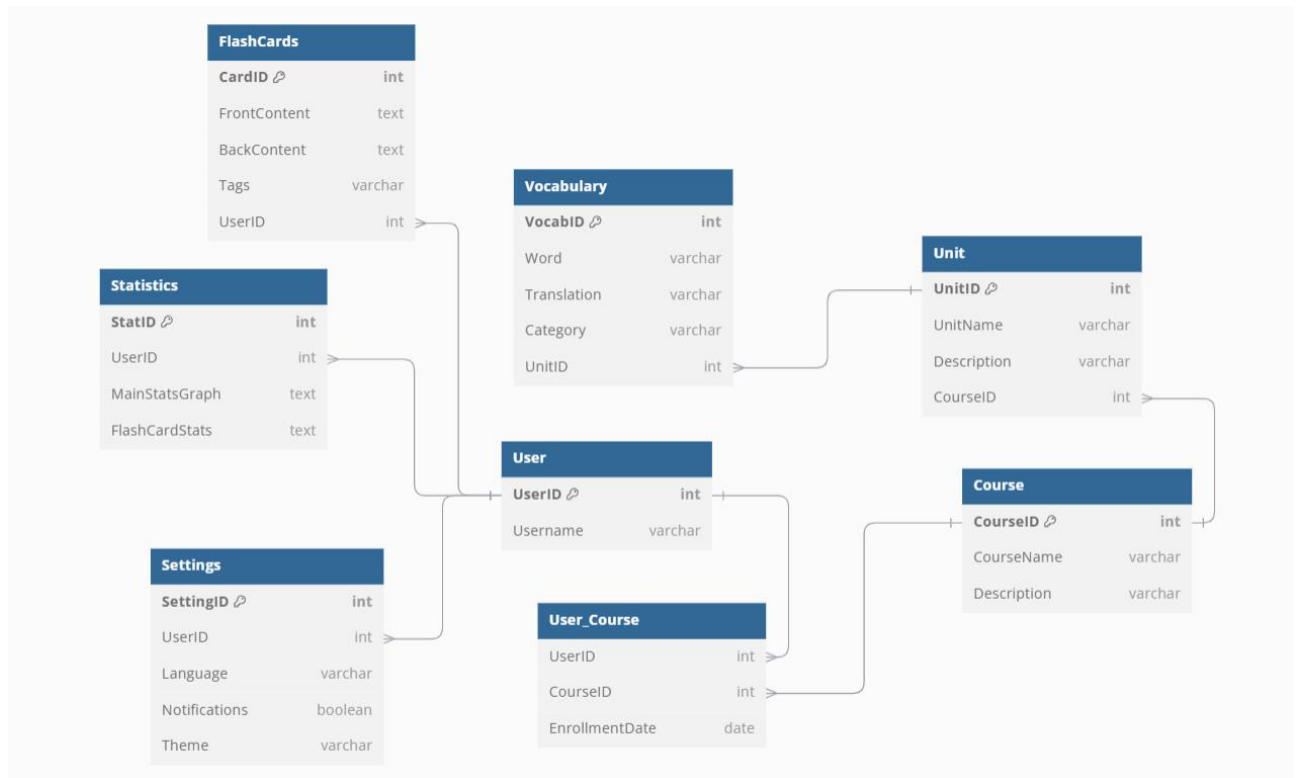 FlashCards
CardID int
FrontContent text
BackContent text
Tags varchar
UserID int
Statistics
StatID int
UserID int
MainStatsGraph text
FlashCardStats text
Settings
SettingID int
UserID int
Language varchar
Notifications boolean
Theme varchar
Vocabulary
VocabID int
Word varchar
Translation varchar
Category varchar
UnitID int
User
UserID int
Username varchar
User_Course
UserID int
CourseID int
EnrollmentDate date
Unit
UnitID int
UnitName varchar
Description varchar
CourseID int
Course
CourseID int
CourseName varchar
Description varchar